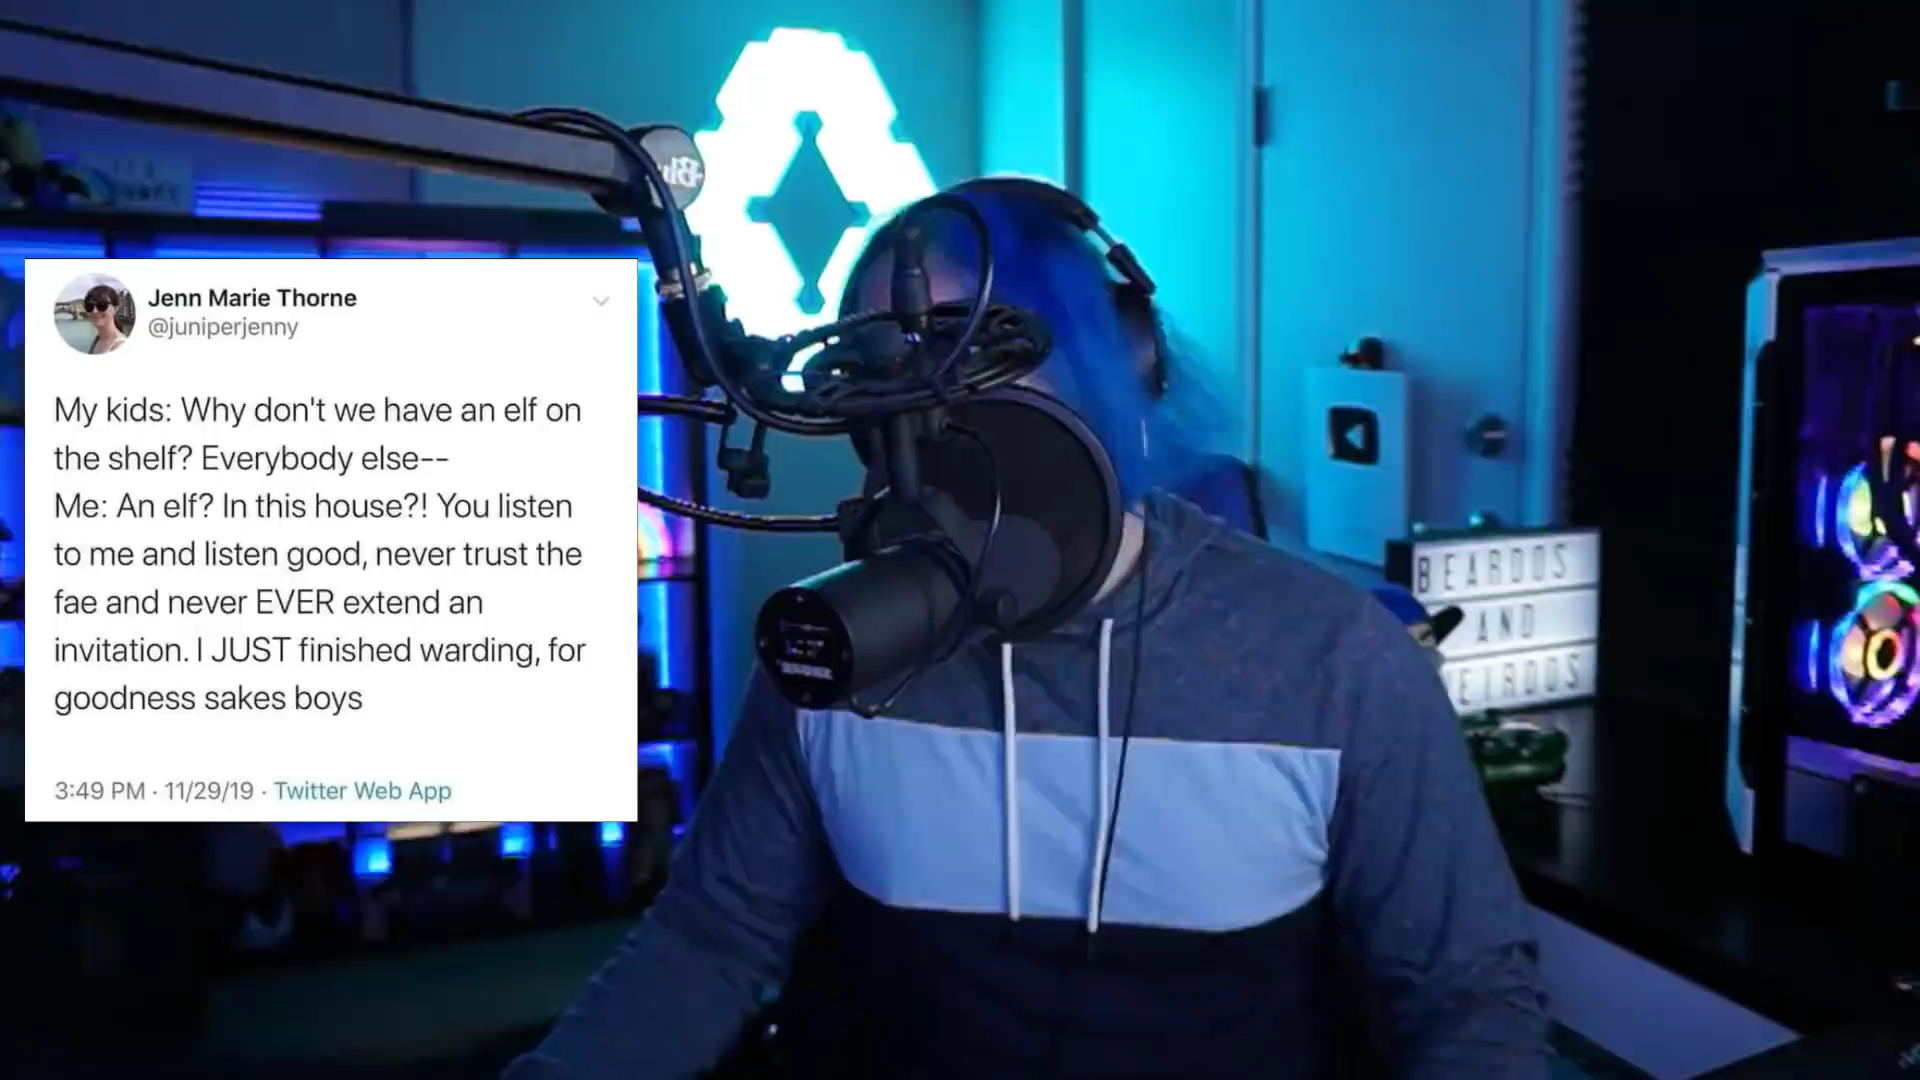 Jenn Marie Thorne
@juniperjenny
My kids: Why don't we have an elf on
the shelf? Everybody else--
Me: An elf? In this house?! You listen
to me and listen good, never trust the
fae and never EVER extend an
invitation. I JUST finished warding, for
goodness sakes boys
3:49 PM · 11/29/19 · Twitter Web App
BEARDOS
AND
EIRDOS